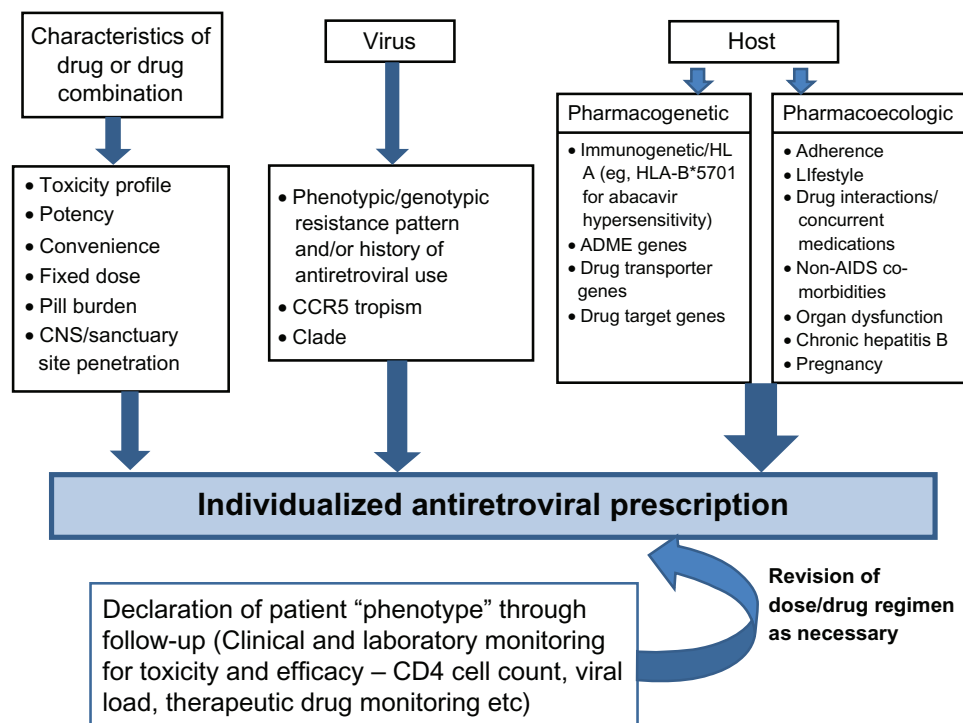 Characteristics of
drug or drug
combination
Virus
Host
• Toxicity profile
• Potency
• Convenience
• Fixed dose
• Pill burden
• CNS/sanctuary
site penetration
• Phenotypic/genotypic
resistance pattern
and/or history of
antiretroviral use
• CCR5 tropism
• Clade
Pharmacogenetic
• Immunogenetic/HL
A (eg, HLA-B*5701
for abacavir
hypersensitivity)
• ADME genes
• Drug transporter
genes
• Drug target genes
Pharmacoecologic
• Adherence
• LIfestyle
• Drug interactions/
concurrent
medications
• Non-AIDS co-
morbidities
• Organ dysfunction
• Chronic hepatitis B
• Pregnancy
Individualized antiretroviral prescription
Declaration of patient “phenotype” through
follow-up (Clinical and laboratory monitoring
for toxicity and efficacy – CD4 cell count, viral
load, therapeutic drug monitoring etc)
Revision of
dose/drug regimen
as necessary